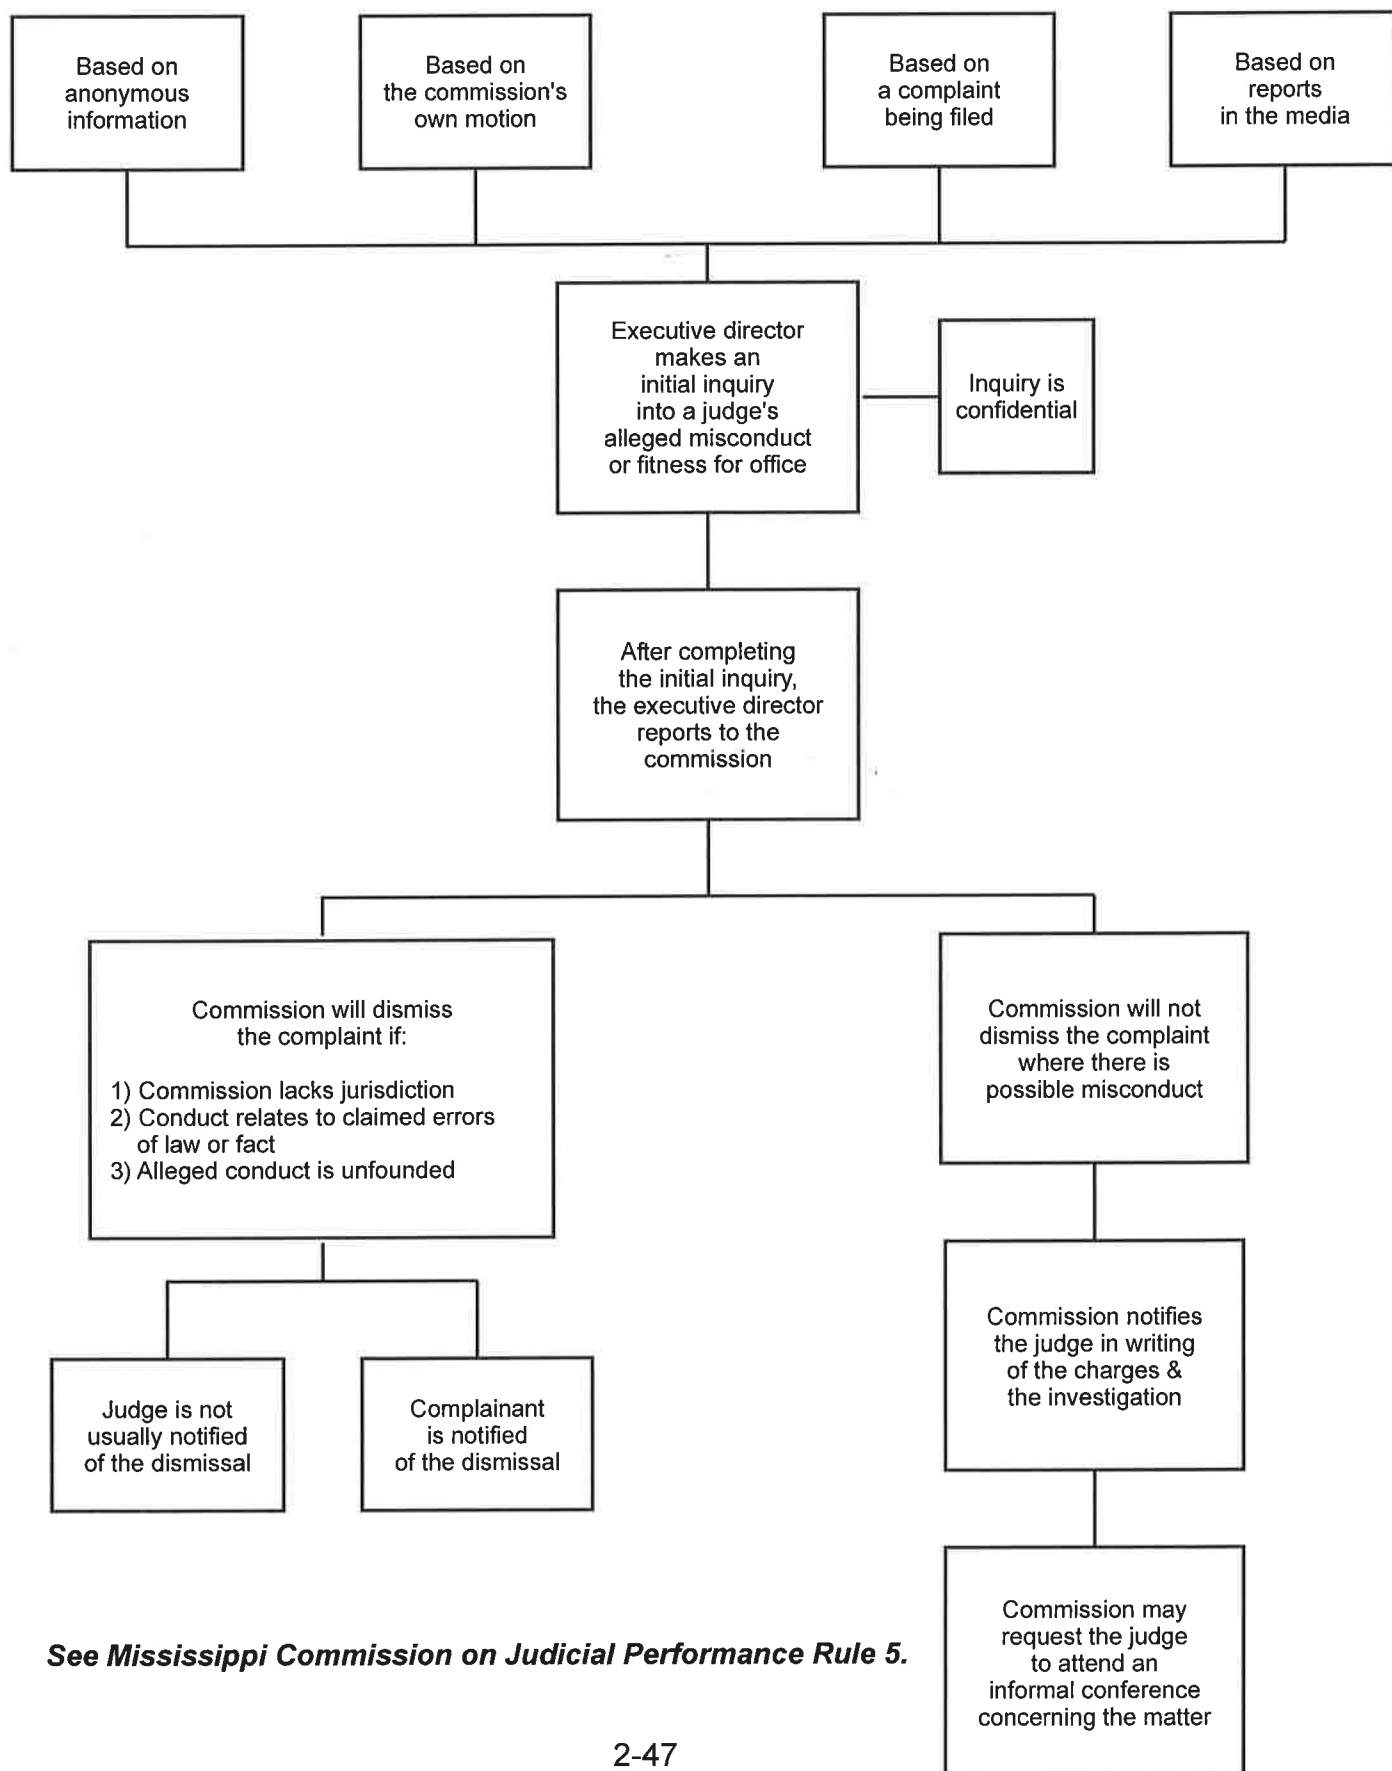 Based on
anonymous
information
Based on
the commission's
own motion
Based on
a complaint
being filed
Based on
reports
in the media
Executive director
makes an
initial inquiry
into a judge's
alleged misconduct
or fitness for office
Inquiry is
confidential
After completing
the initial inquiry,
the executive director
reports to the
commission
Commission will dismiss
the complaint if:
1) Commission lacks jurisdiction
2) Conduct relates to claimed errors
of law or fact
3) Alleged conduct is unfounded
Commission will not
dismiss the complaint
where there is
possible misconduct
Judge is not
usually notified
of the dismissal
Complainant
is notified
of the dismissal
Commission notifies
the judge in writing
of the charges &
the investigation
Commission may
request the judge
to attend an
informal conference
concerning the matter
See Mississippi Commission on Judicial Performance Rule 5.
2-47